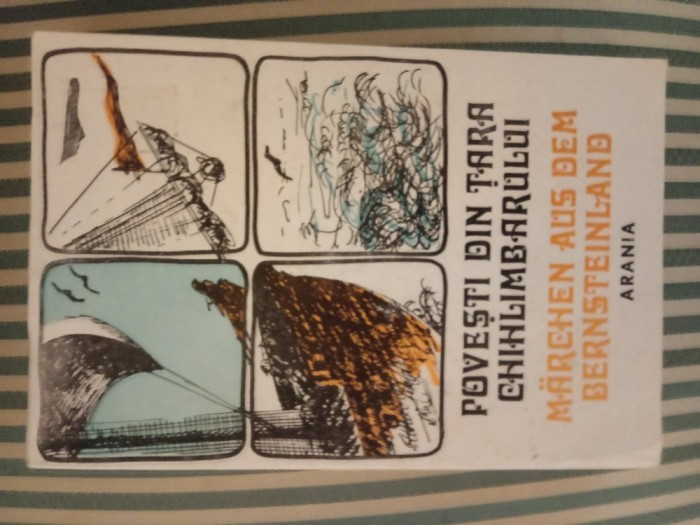 POVEȘTI DIN ȚARA
CHIHLIMBARULUI
MÄRCHEN AUS DEM
BERNSTEINLAND
ARANIA